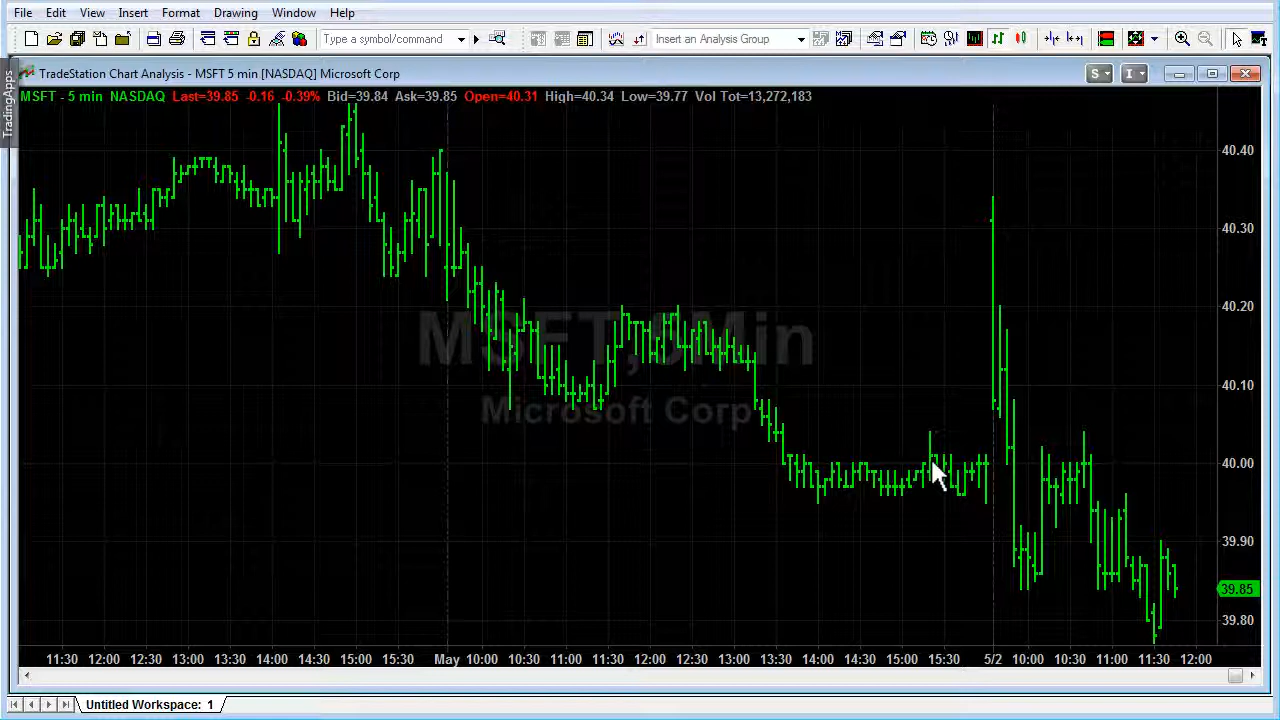 File Edit View Insert Format Drawing Window Help
Type a symbol/command
Insert an Analysis Group
TradingApps
TradeStation Chart Analysis - MSFT 5 min [NASDAQ] Microsoft Corp
S I
MSFT - 5 min NASDAQ Last=39.85 -0.16 -0.39% Bid=39.84 Ask=39.85 Open=40.31 High=40.34 Low=39.77 Vol Tot=13,272,183
40.40
40.30
40.20
MSFT,5Min
40.10
Microsoft Corp
40.00
39.90
39.85
39.80
11:30 12:00 12:30 13:00 13:30 14:00 14:30 15:00 15:30 May 10:00 10:30 11:00 11:30 12:00 12:30 13:00 13:30 14:00 14:30 15:00 15:30 5/2 10:00 10:30 11:00 11:30 12:00
Untitled Workspace: 1